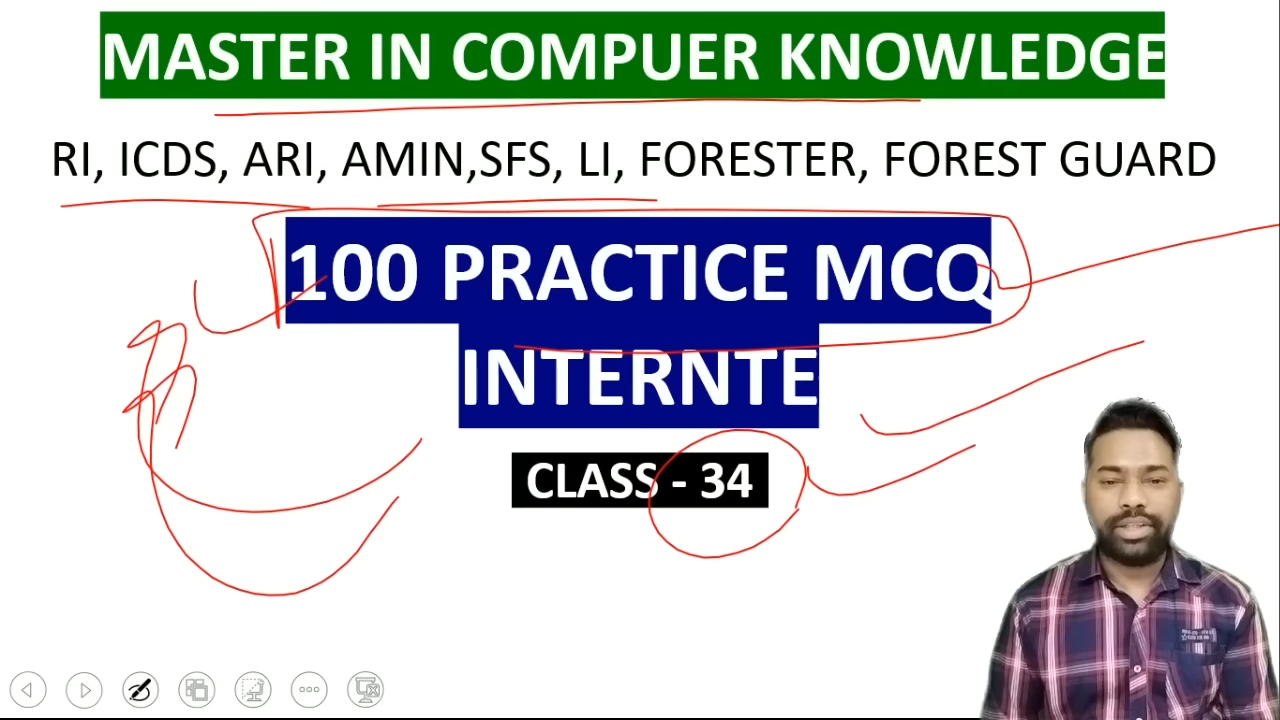 MASTER IN COMPUER KNOWLEDGE
RI, ICDS, ARI, AMIN,SFS, LI, FORESTER, FOREST GUARD
100 PRACTICE MCQ
INTERNTE
CLASS - 34